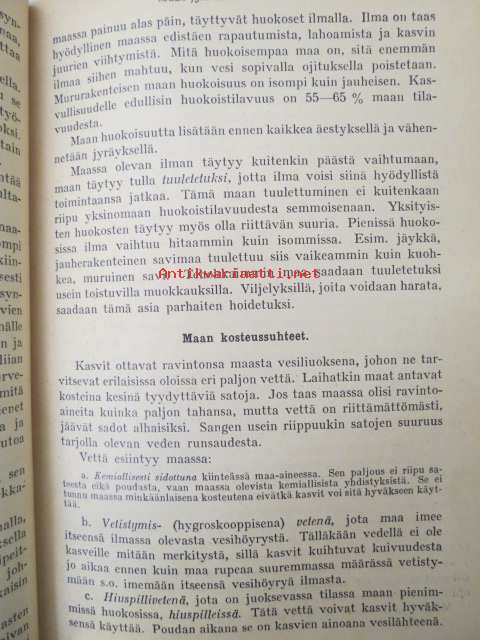 maassa painuu alas päin, täyttyvät huokoset ilmalla. Ilma on taas
hyödyllinen maassa edistäen rapautumista, lahoamista ja kasvin
juurien viihtymistä. Mitä huokoisempaa maa on, sitä enemmän
ilmaa siihen mahtuu, kun vesi sopivalla ojituksella poistetaan.
Mururakenteisen maan huokoisuus on isompi kuin jauheisen. Kas-
vullisuudelle edullisin huokoistilavuus on 55—65 % maan tila-
vuudesta.
Maan huokoisuutta lisätään ennen kaikkea äestyksellä ja vähen-
netään jyräyksellä.
Maassa olevan ilman täytyy kuitenkin päästä vaihtumaan,
maan täytyy tulla tuuletetuksi, jotta ilma voisi siinä hyödyllistä
toimintaansa jatkaa. Tämä maan tuulettuminen ei kuitenkaan
riipu yksinomaan huokoistilavuudesta semmoisenaan. Yksityis-
ten huokosten täytyy myös olla riittävän suuria. Pienissä huoko-
sissa ilma vaihtuu hitaammin kuin isommissa. Esim. jäykkä,
jauherakenteinen savimaa tuulettuu siis vaikeammin kuin kuoh-
kea, muruinen savi- maa saadaan tuuletetuksi
Antikvariaatti.net
usein toistuvilla muokkauksilla. Viljelyksillä, joita voidaan harata,
saadaan tämä asia parhaiten hoidetuksi.
Maan kosteussuhteet.
Kasvit ottavat ravintonsa maasta vesiliuoksena, johon ne tar-
vitsevat erilaisissa oloissa eri paljon vettä. Laihatkin maat antavat
kosteina kesinä tyydyttäviä satoja. Jos taas maassa olisi ravinto-
aineita kuinka paljon tahansa, mutta vettä on riittämättömästi,
jäävät sadot alhaisiksi. Sangen usein riippuukin satojen suuruus
tarjolla olevan veden runsaudesta.
Vettä esiintyy maassa:
a. Kemiallisesti sidottuna kiinteässä maa-aineessa. Sen paljous ei riipu sa-
teesta eikä poudasta, vaan maassa olevista kemiallisista yhdistyksistä. Se ei
tunnu maassa minkäänlaisena kosteutena eivätkä kasvit voi sitä hyväkseen käyt-
tää.
b. Vetistymis- (hygroskooppisena) vetenä, jota maa imee
itseensä ilmassa olevasta vesihöyrystä. Tälläkään vedellä ei ole
kasveille mitään merkitystä, sillä kasvit kuihtuvat kuivuudesta
jo aikaa ennen kuin maa rupeaa suuremmassa määrässä vetisty-
mään s.o. imemään itseensä vesihöyryä ilmasta.
c. Hiuspillivetenä, jota on juoksevassa tilassa maan pienim-
missä huokosissa, hiuspilleissä. Tätä vettä voivat kasvit hyväk-
sensä käyttää. Poudan aikana se on kasvien ainoana vesilähteenä.